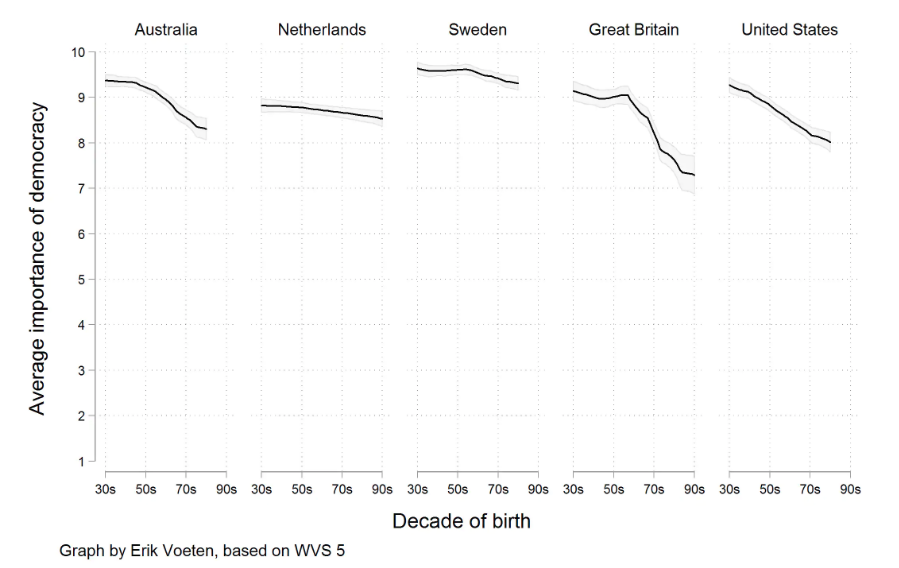 Australia Netherlands Sweden Great Britain United States
Average importance of democracy
10
9
8
7
6
5
4
3
2
1
30s 50s 70s 90s 30s 50s 70s 90s 30s 50s 70s 90s 30s 50s 70s 90s 30s 50s 70s 90s
Decade of birth
Graph by Erik Voeten, based on WVS 5